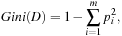 Gini(D) = 1 − ∑_{i=1}^{m} p_i^2,